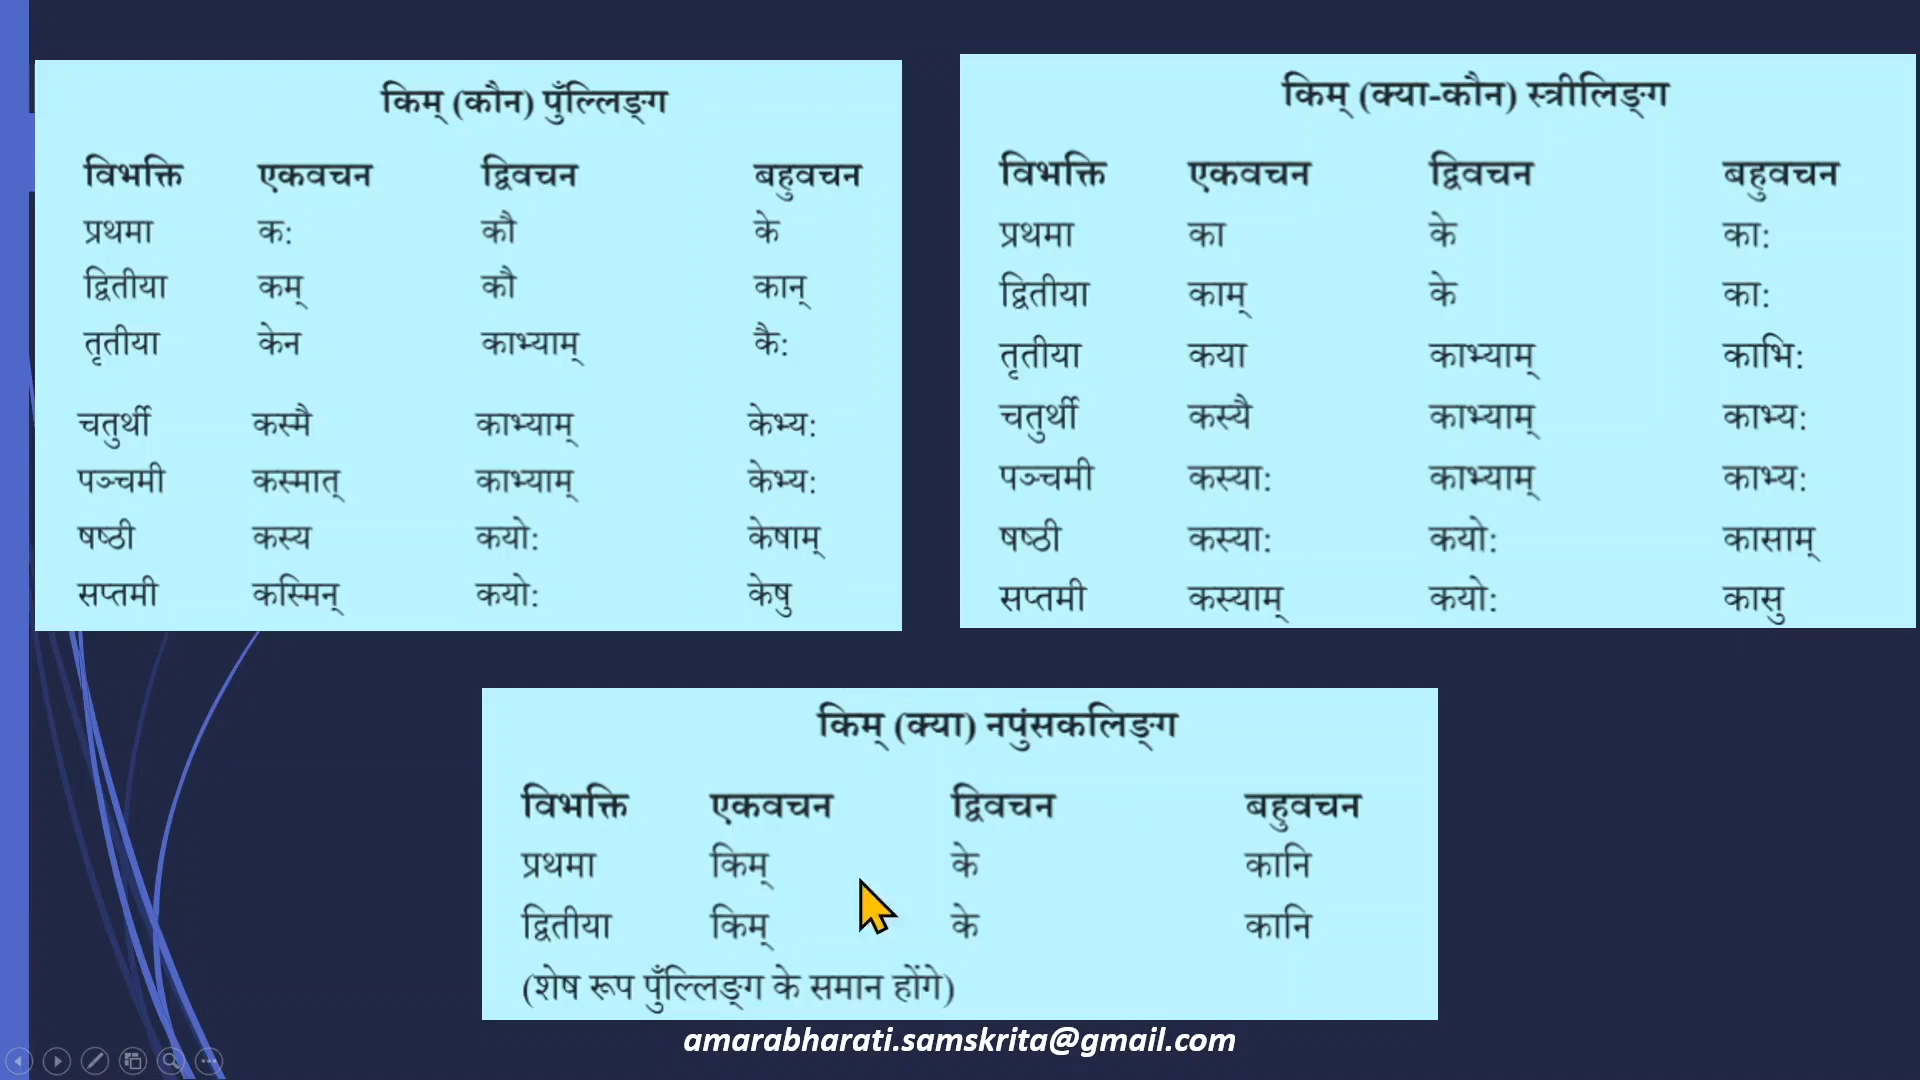 किम् (कौन) पुँल्लिङ्ग
विभक्ति एकवचन द्विवचन बहुवचन
प्रथमा कः कौ के
द्वितीया कम् कौ कान्
तृतीया केन काभ्याम् कैः
चतुर्थी कस्मै काभ्याम् केभ्यः
पञ्चमी कस्मात् काभ्याम् केभ्यः
षष्ठी कस्य कयोः केषाम्
सप्तमी कस्मिन् कयोः केषु
किम् (क्या-कौन) स्त्रीलिङ्ग
विभक्ति एकवचन द्विवचन बहुवचन
प्रथमा का के काः
द्वितीया काम् के काः
तृतीया कया काभ्याम् काभिः
चतुर्थी कस्यै काभ्याम् काभ्यः
पञ्चमी कस्याः काभ्याम् काभ्यः
षष्ठी कस्याः कयोः कासाम्
सप्तमी कस्याम् कयोः कासु
किम् (क्या) नपुंसकलिङ्ग
विभक्ति एकवचन द्विवचन बहुवचन
प्रथमा किम् के कानि
द्वितीया किम् के कानि
(शेष रूप पुँल्लिङ्ग के समान होंगे)
amarabharati.samskrita@gmail.com